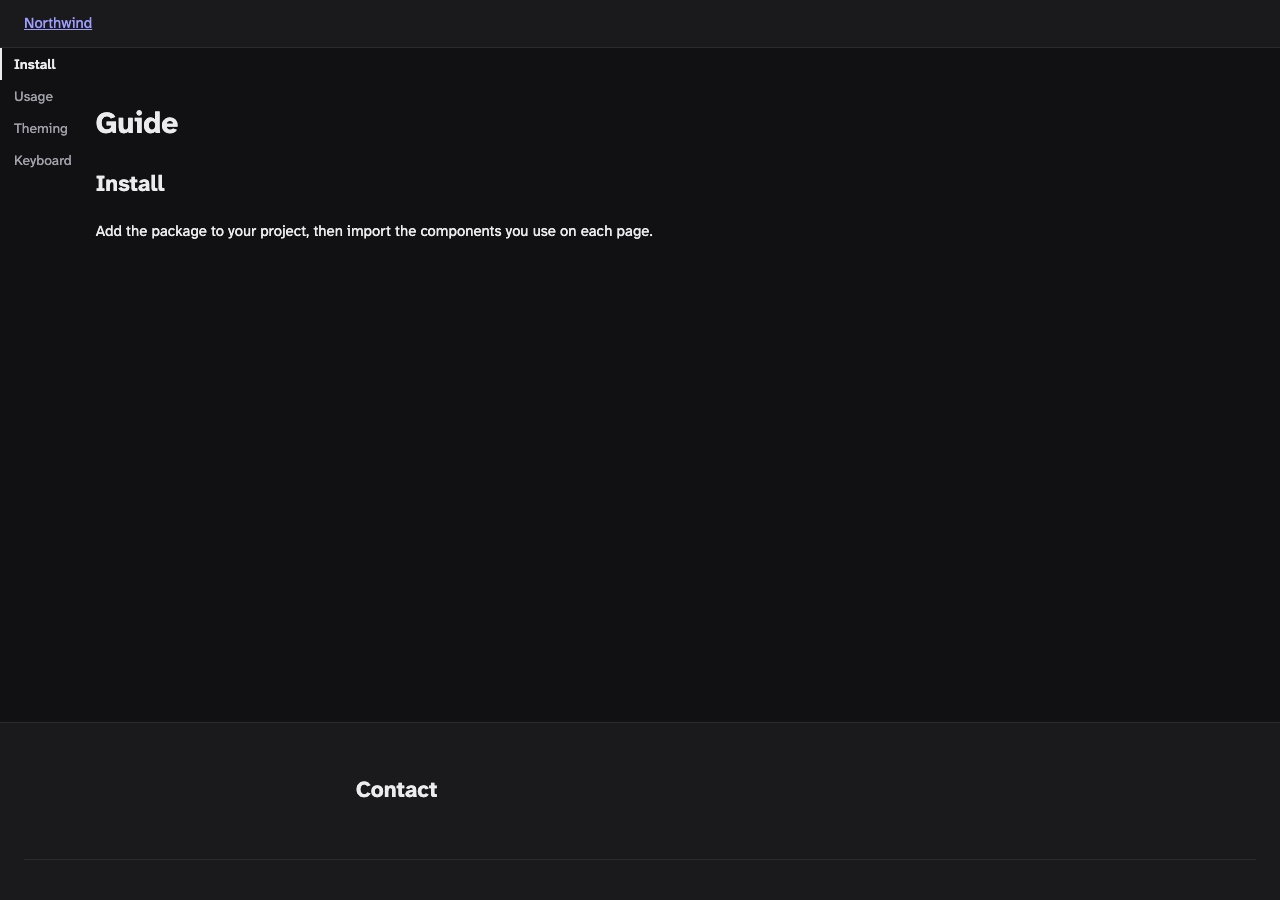 Northwind
Install
Usage
Theming
Keyboard
Guide
Install
Add the package to your project, then import the components you use on each page.
Contact